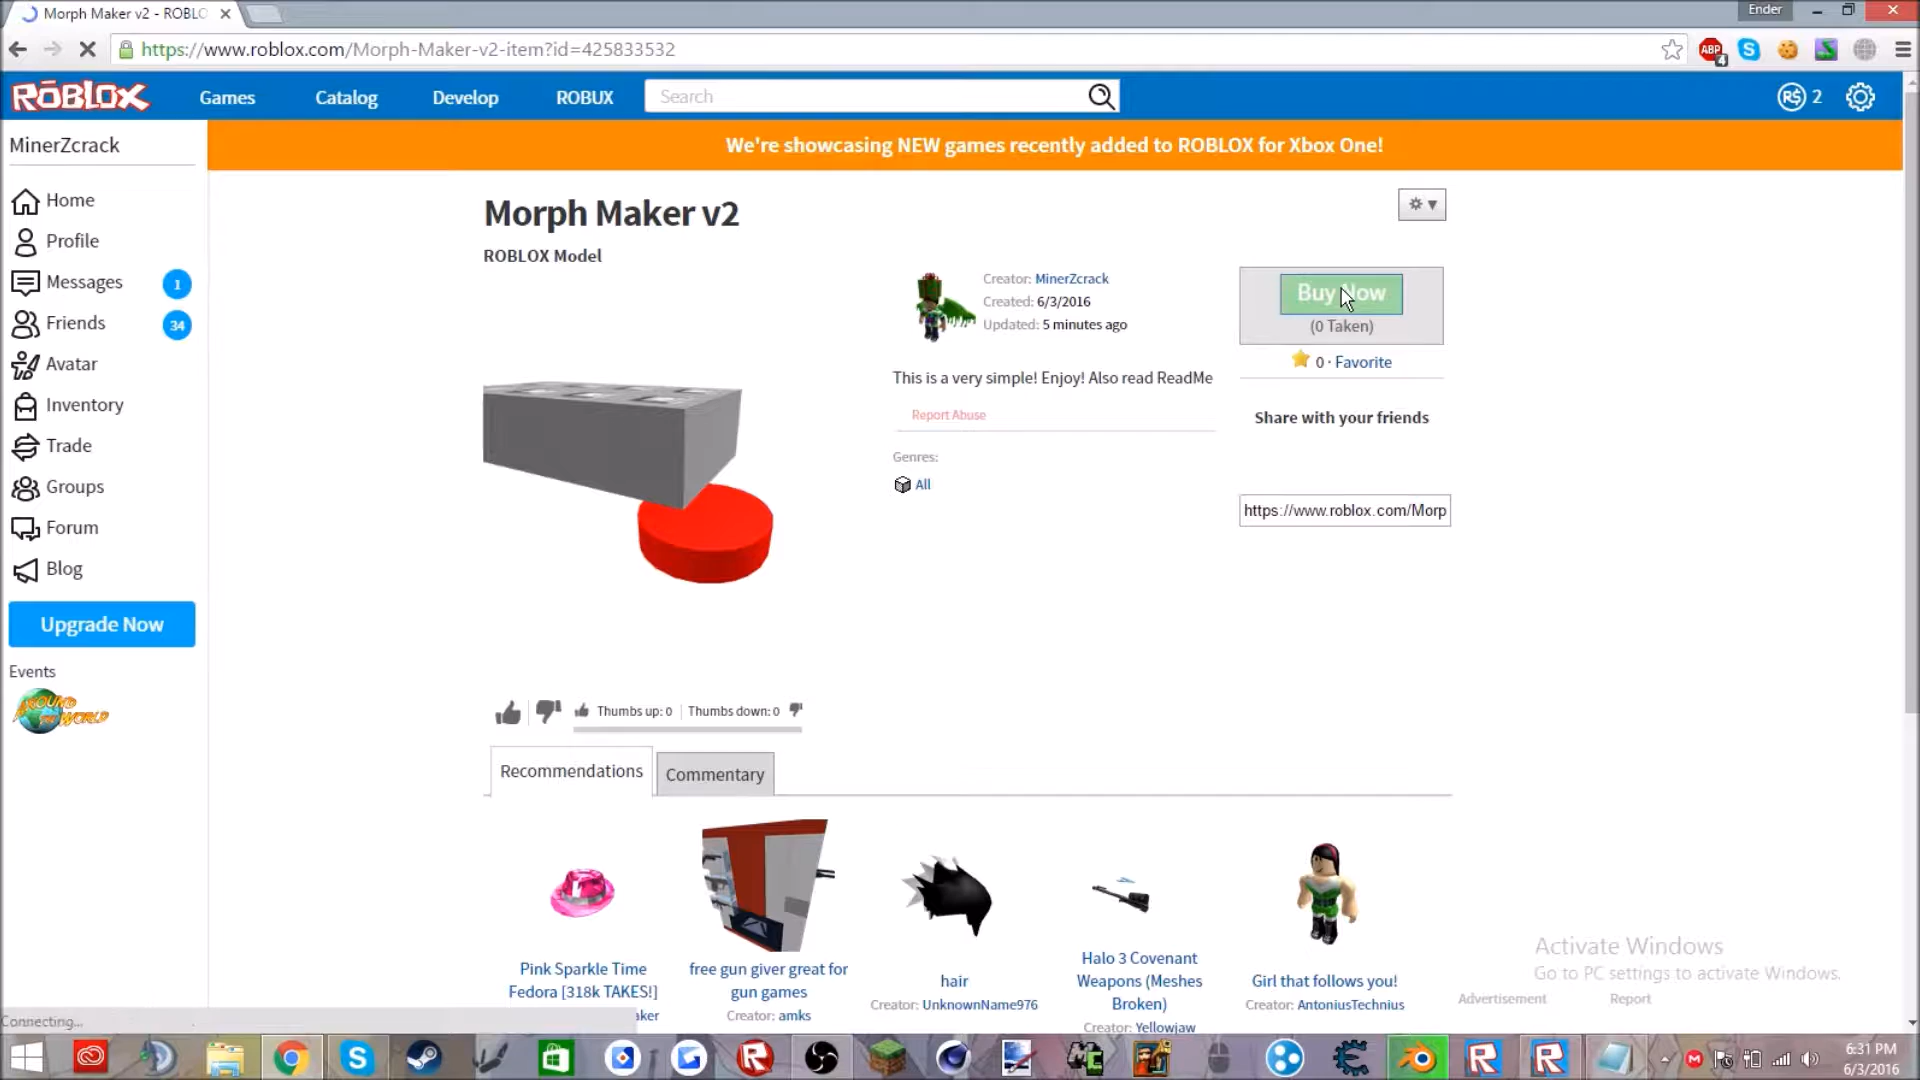 Morph Maker v2 - ROBLO
Ender
https://www.roblox.com/Morph-Maker-v2-item?id=425833532
ABP
4
ROBLOX
Games
Catalog
Develop
ROBUX
Search
R$ 2
MinerZcrack
We're showcasing NEW games recently added to ROBLOX for Xbox One!
Home
Profile
Messages
1
Friends
34
Avatar
Inventory
Trade
Groups
Forum
Blog
Upgrade Now
Events
AROUND THE WORLD
Morph Maker v2
ROBLOX Model
Creator: MinerZcrack
Created: 6/3/2016
Updated: 5 minutes ago
This is a very simple! Enjoy! Also read ReadMe
Report Abuse
Genres:
All
Buy Now
(0 Taken)
0 · Favorite
Share with your friends
https://www.roblox.com/Morp
Thumbs up: 0
Thumbs down: 0
Recommendations
Commentary
Pink Sparkle Time
Fedora [318k TAKES!]
aker
free gun giver great for
gun games
Creator: amks
hair
Creator: UnknownName976
Halo 3 Covenant
Weapons (Meshes
Broken)
Creator: Yellowjaw
Girl that follows you!
Creator: AntoniusTechnius
Activate Windows
Go to PC settings to activate Windows.
Advertisement
Report
Connecting...
6:31 PM
6/3/2016